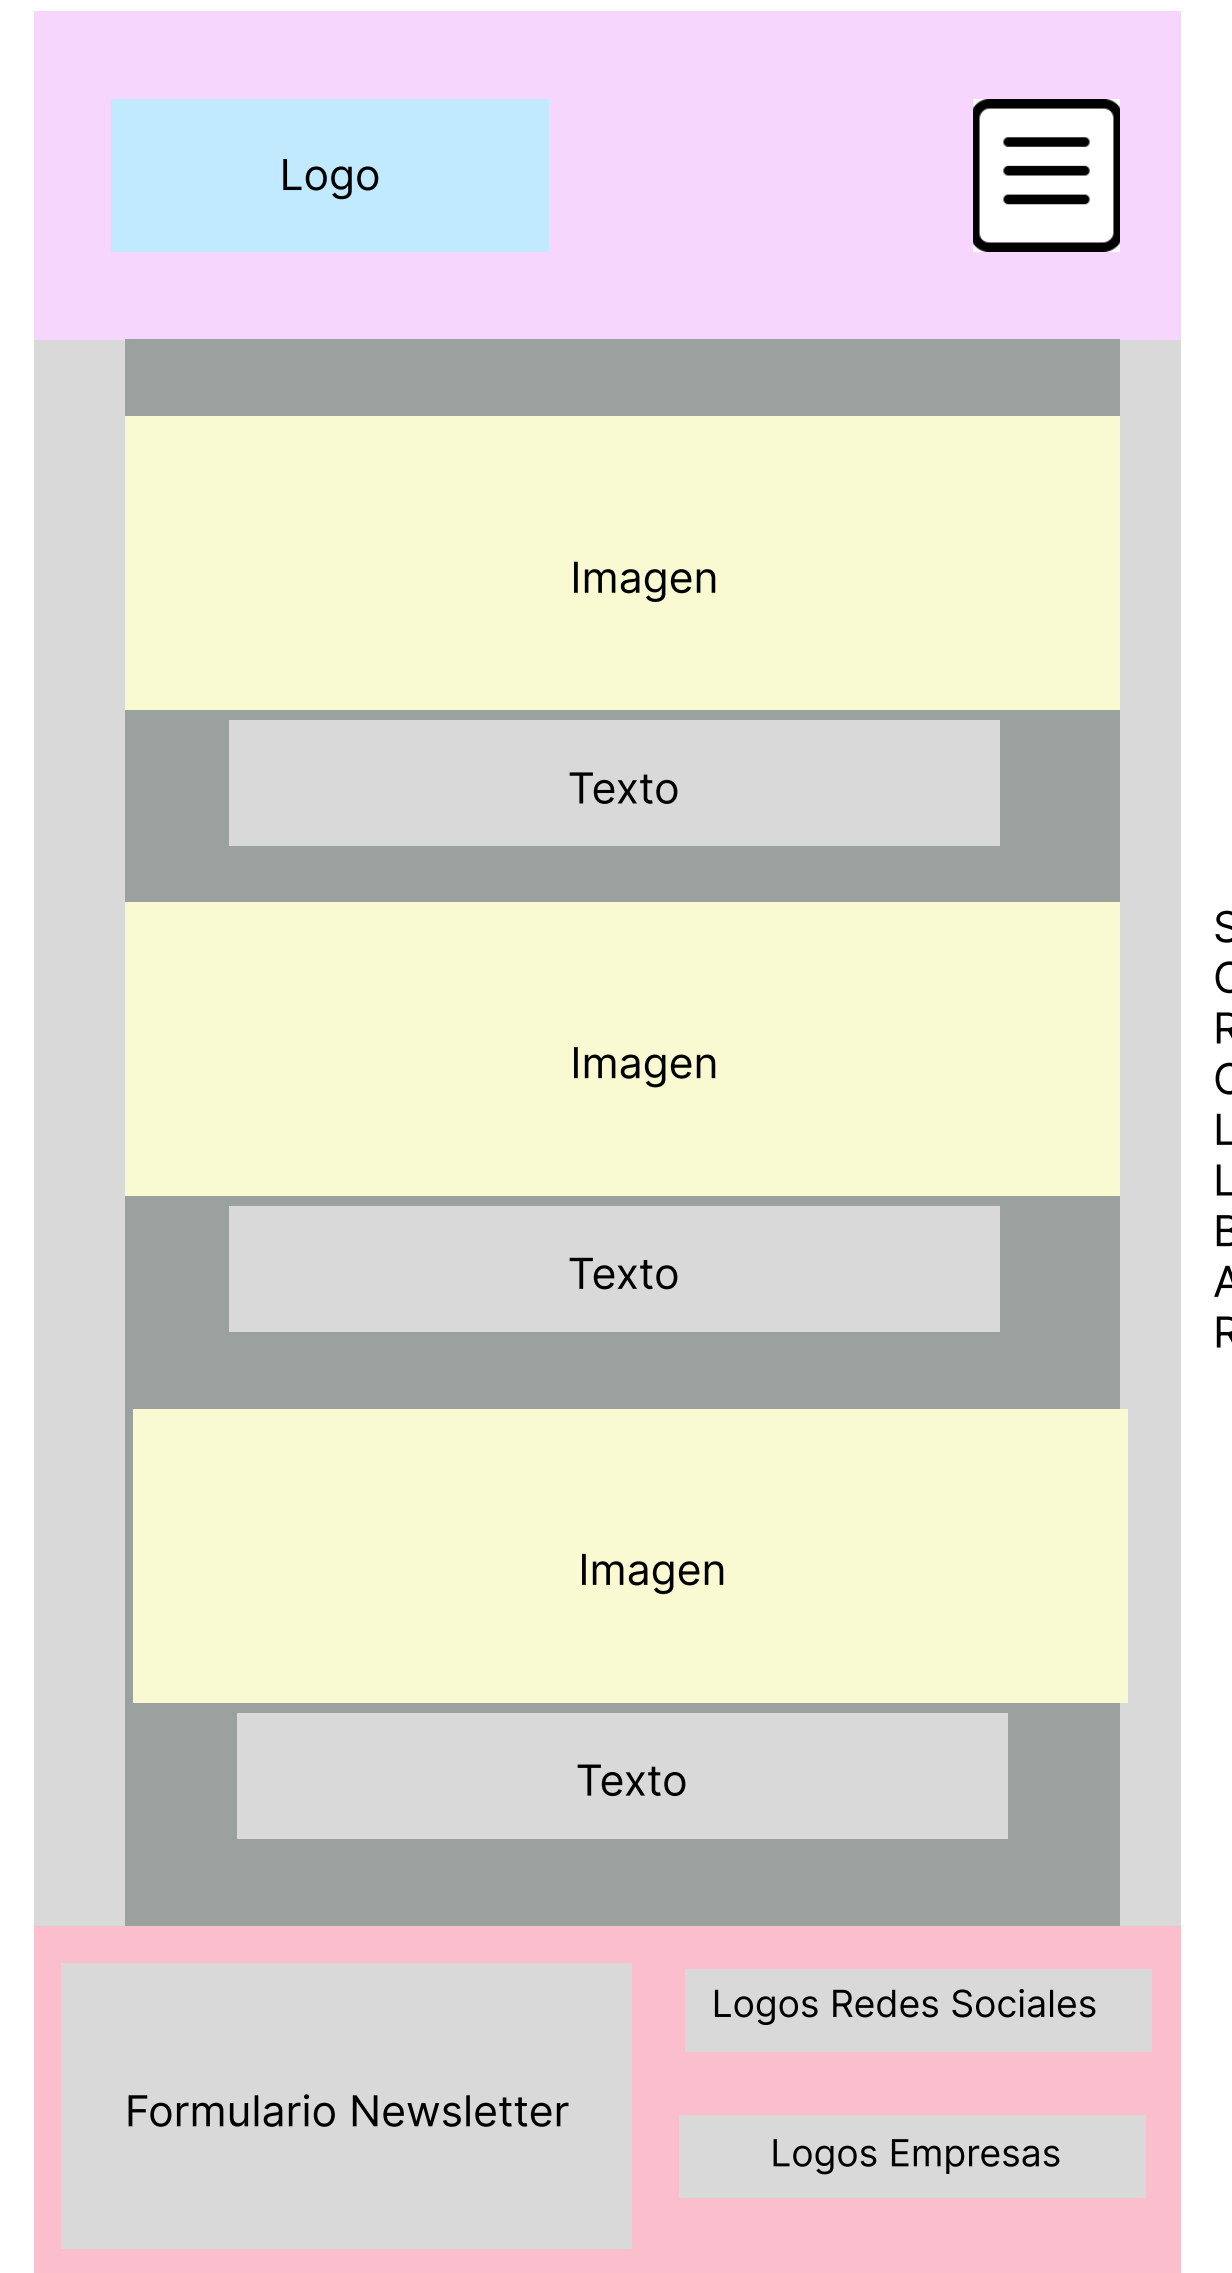 Logo
Imagen
Texto
Imagen
Texto
Imagen
Texto
S
C
R
O
L
L
B
A
R
Formulario Newsletter
Logos Redes Sociales
Logos Empresas